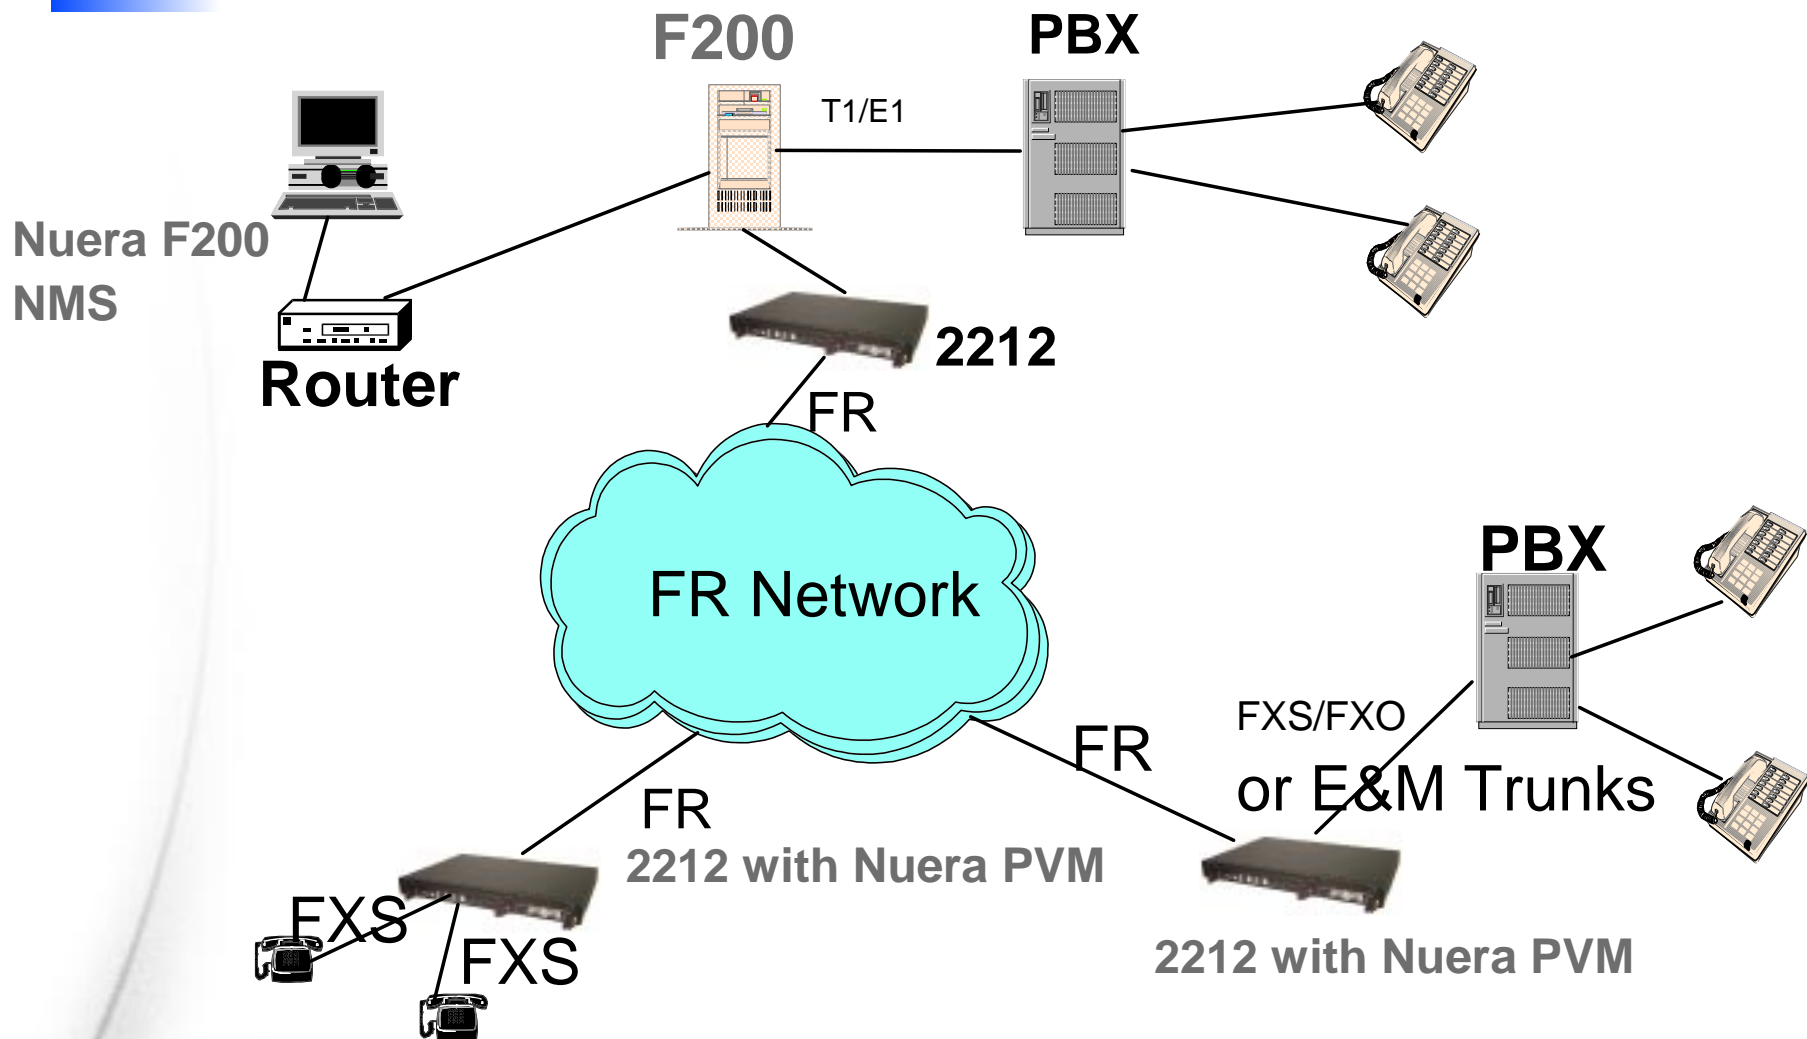 F200
PBX
T1/E1
Nuera F200
NMS
2212
Router
FR
PBX
FR Network
FXS/FXO
FR
or E&M Trunks
FR
2212 with Nuera PVM
FXS
FXS
2212 with Nuera PVM